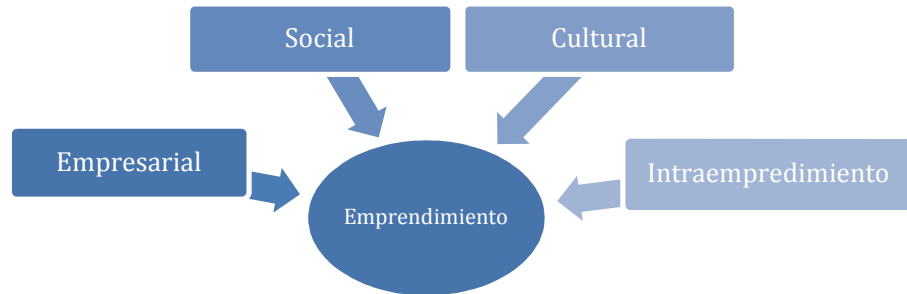 Social
Cultural
Empresarial
Intraempredimiento
Emprendimiento